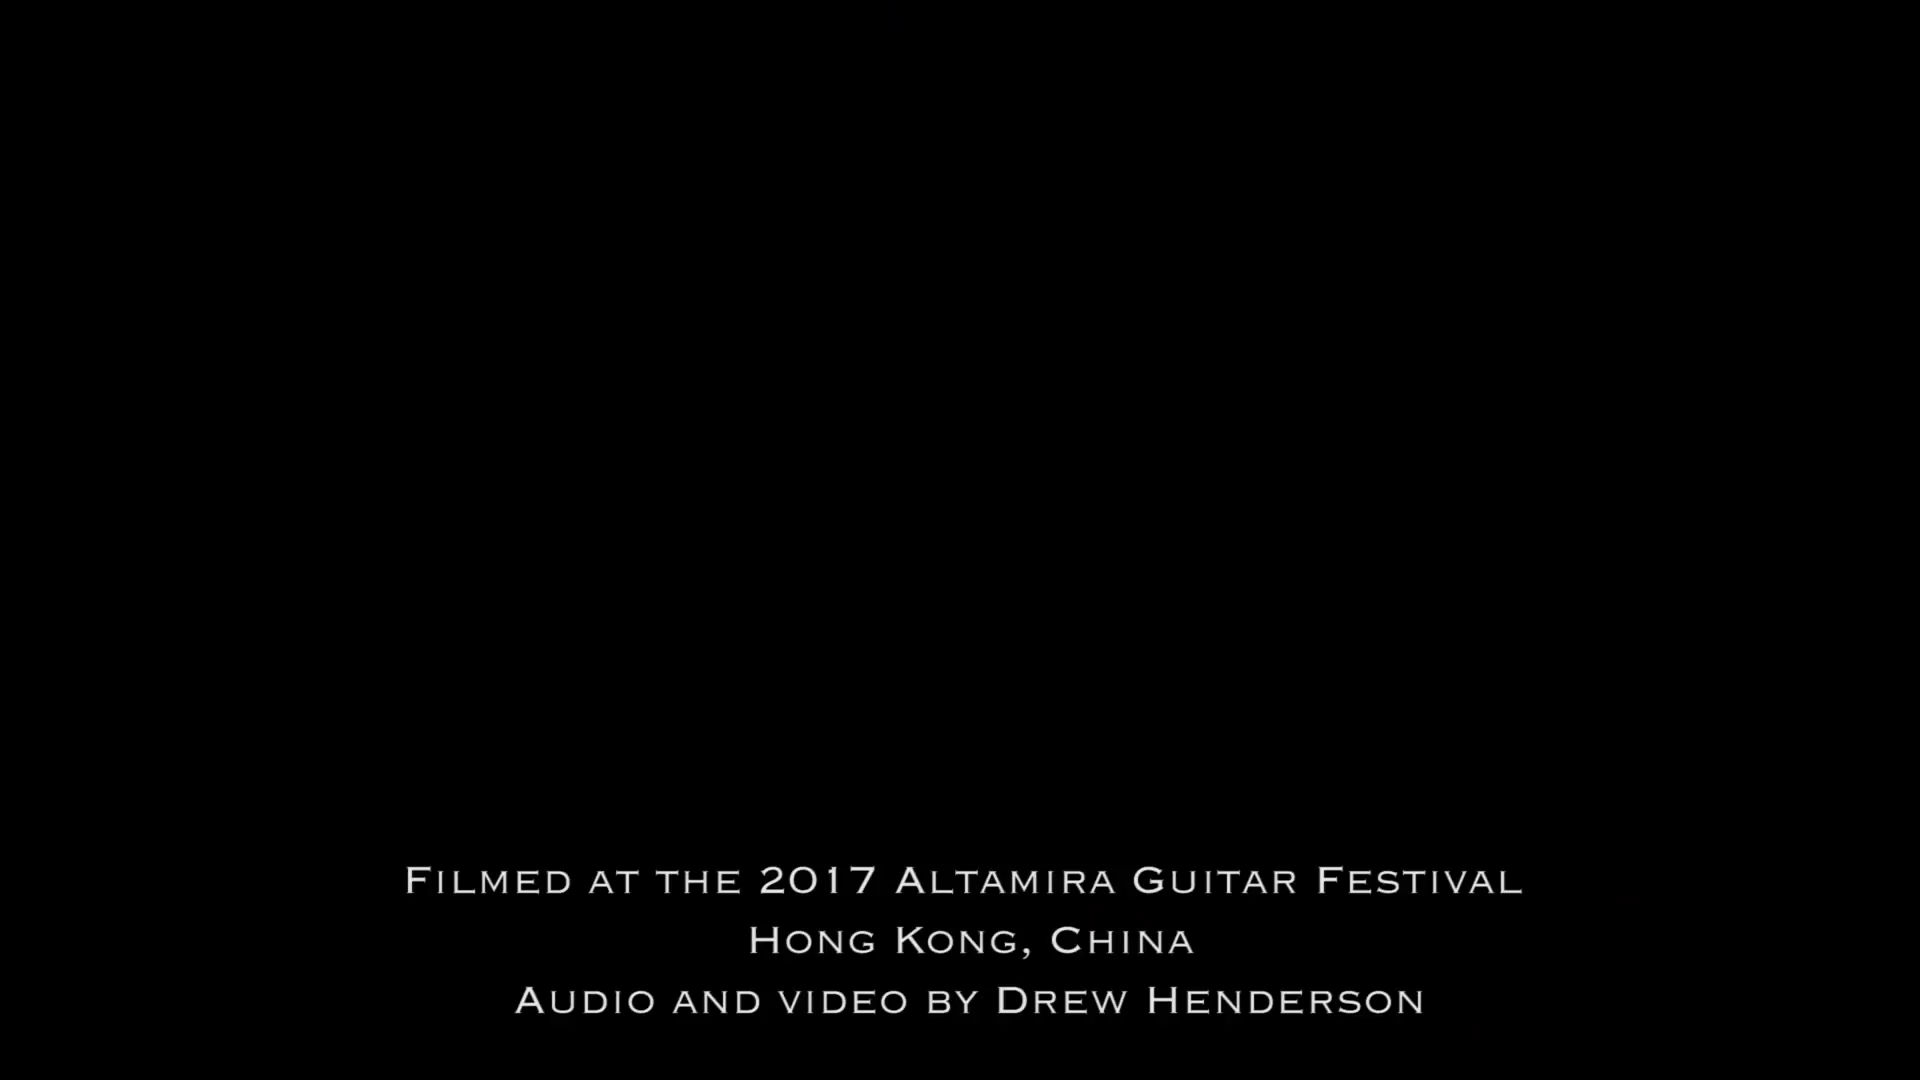 Filmed at the 2017 Altamira Guitar Festival
Hong Kong, China
Audio and video by Drew Henderson